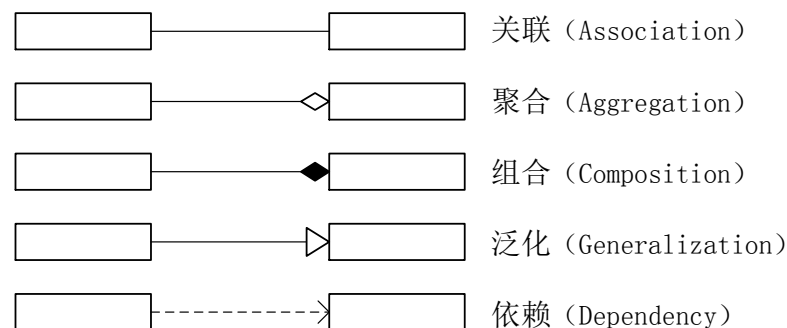 关联（Association）
聚合（Aggregation）
组合（Composition）
泛化（Generalization）
依赖（Dependency）